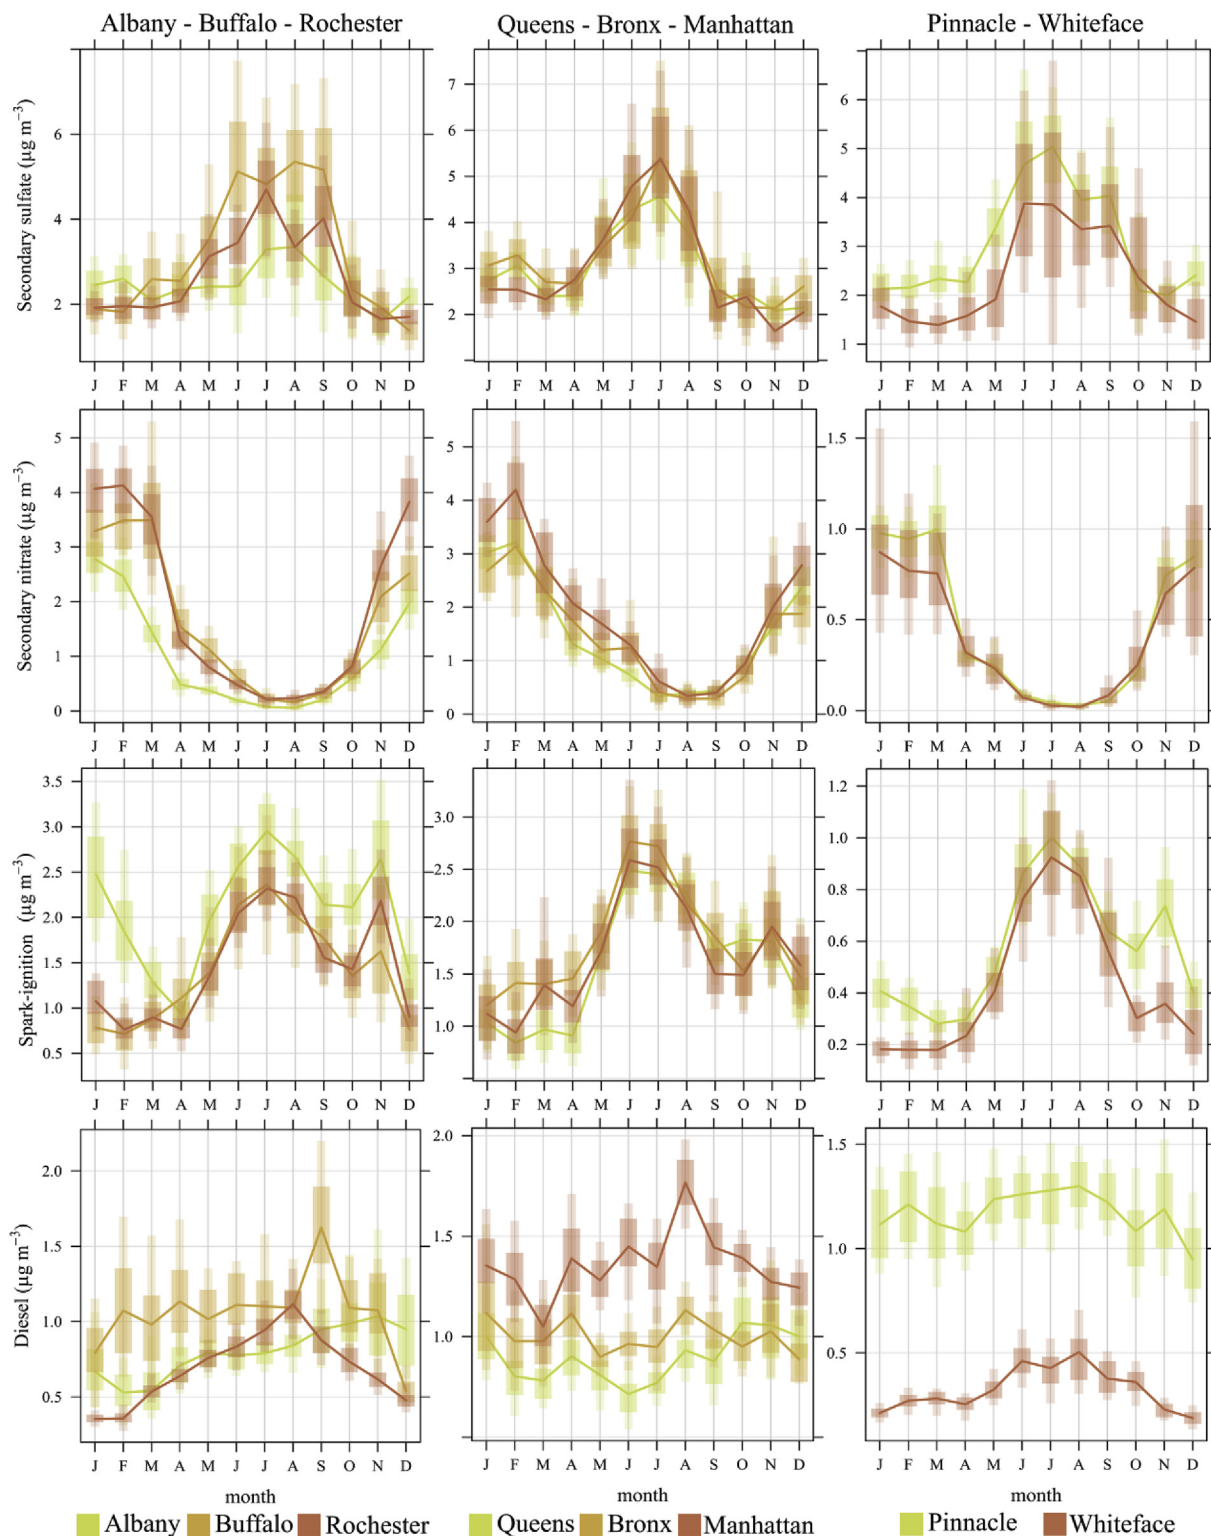 Albany - Buffalo - Rochester
Queens - Bronx - Manhattan
Pinnacle - Whiteface
Secondary sulfate (µg m⁻³)
6
4
2
J F M A M J J A S O N D
7
6
5
4
3
2
J F M A M J J A S O N D
6
5
4
3
2
1
J F M A M J J A S O N D
Secondary nitrate (µg m⁻³)
5
4
3
2
1
0
J F M A M J J A S O N D
5
4
3
2
1
0
J F M A M J J A S O N D
1.5
1.0
0.5
0.0
J F M A M J J A S O N D
Spark-ignition (µg m⁻³)
3.5
3.0
2.5
2.0
1.5
1.0
0.5
J F M A M J J A S O N D
3.0
2.5
2.0
1.5
1.0
J F M A M J J A S O N D
1.2
1.0
0.8
0.6
0.4
0.2
J F M A M J J A S O N D
Diesel (µg m⁻³)
2.0
1.5
1.0
0.5
J F M A M J J A S O N D
2.0
1.5
1.0
J F M A M J J A S O N D
1.5
1.0
0.5
J F M A M J J A S O N D
month
month
month
Albany Buffalo Rochester
Queens Bronx Manhattan
Pinnacle Whiteface